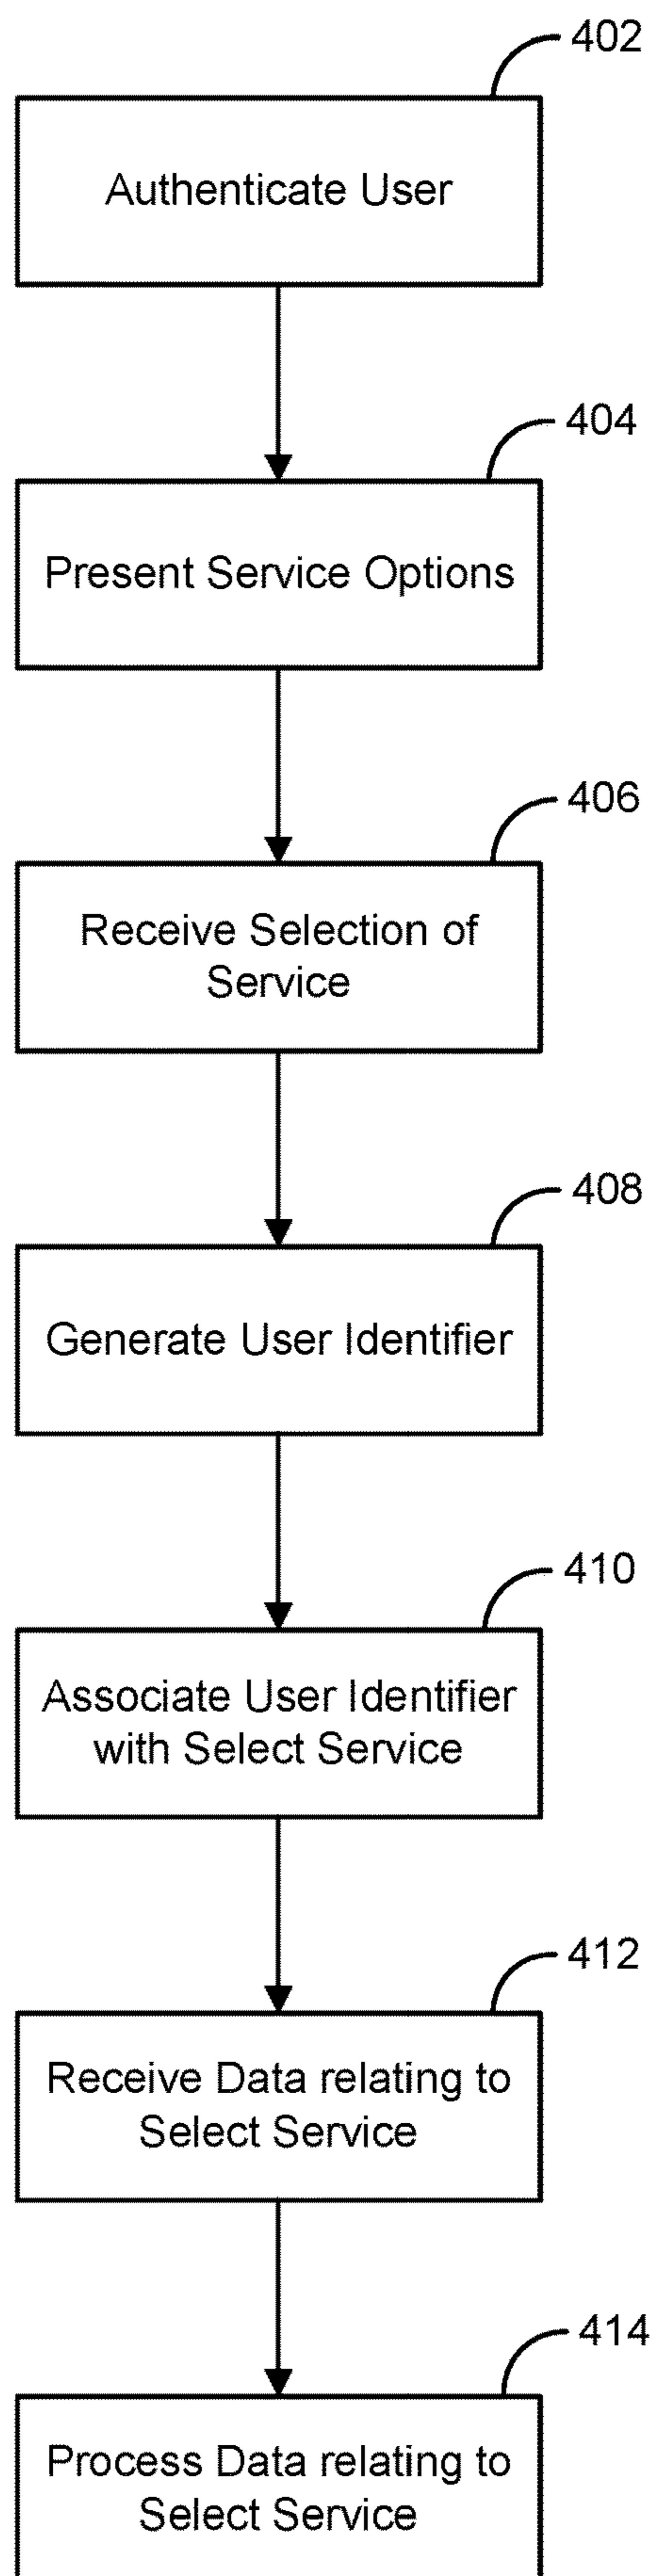 402
Authenticate User
404
Present Service Options
406
Receive Selection of
Service
408
Generate User Identifier
410
Associate User Identifier
with Select Service
412
Receive Data relating to
Select Service
414
Process Data relating to
Select Service